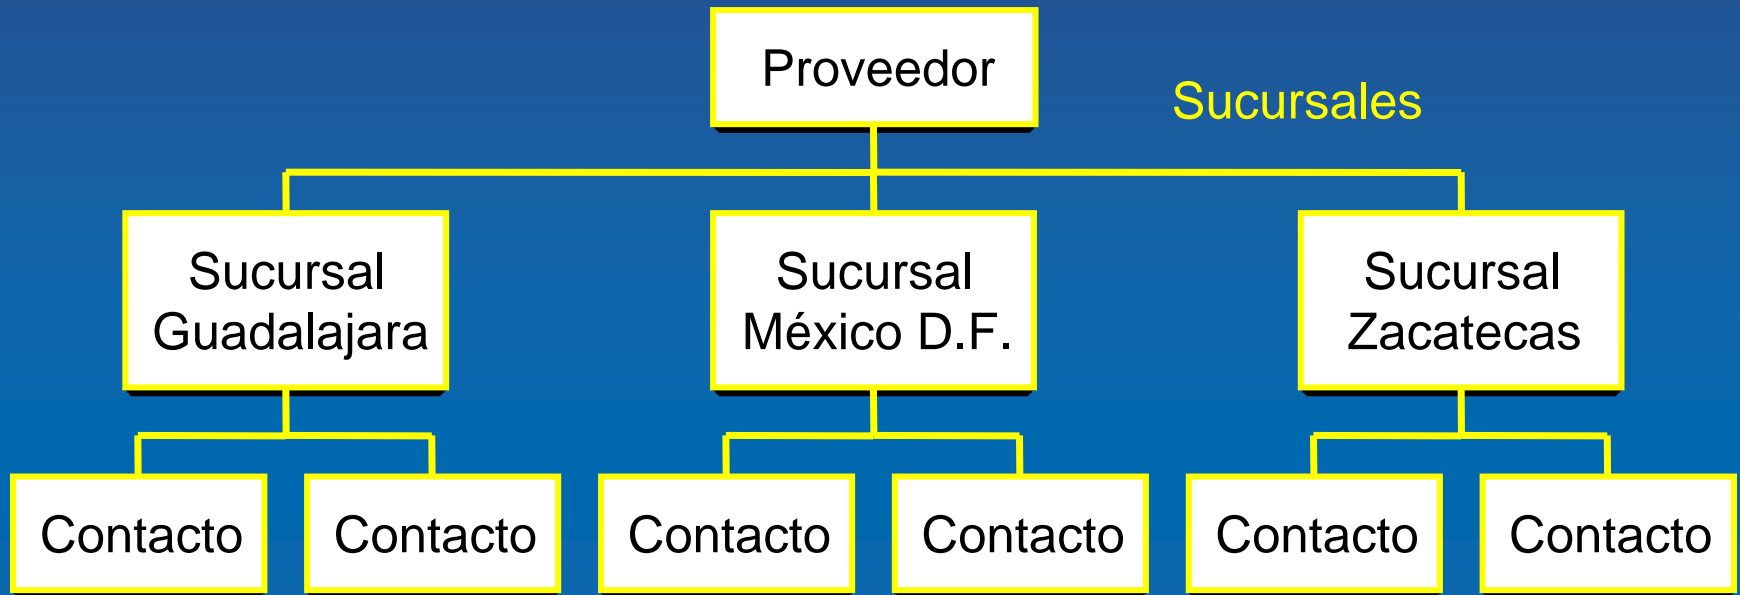 Proveedor
Sucursales
Sucursal
Guadalajara
Sucursal
México D.F.
Sucursal
Zacatecas
Contacto
Contacto
Contacto
Contacto
Contacto
Contacto